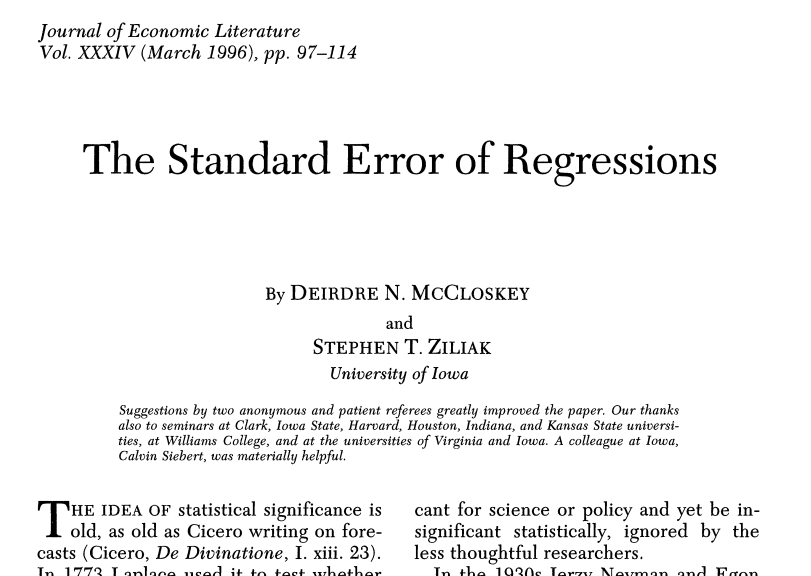 Journal of Economic Literature
Vol. XXXIV (March 1996), pp. 97–114
The Standard Error of Regressions
By DEIRDRE N. MCCLOSKEY
and
STEPHEN T. ZILIAK
University of Iowa
Suggestions by two anonymous and patient referees greatly improved the paper. Our thanks
also to seminars at Clark, Iowa State, Harvard, Houston, Indiana, and Kansas State universi-
ties, at Williams College, and at the universities of Virginia and Iowa. A colleague at Iowa,
Calvin Siebert, was materially helpful.
THE IDEA OF statistical significance is
old, as old as Cicero writing on fore-
casts (Cicero, De Divinatione, I. xiii. 23).
In 1773 Laplace used it to test whether
cant for science or policy and yet be in-
significant statistically, ignored by the
less thoughtful researchers.
In the 1930s Jerzy Neyman and Egon